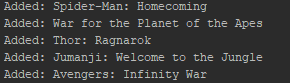 Added: Spider-Man: Homecoming
Added: War for the Planet of the Apes
Added: Thor: Ragnarok
Added: Jumanji: Welcome to the Jungle
Added: Avengers: Infinity War